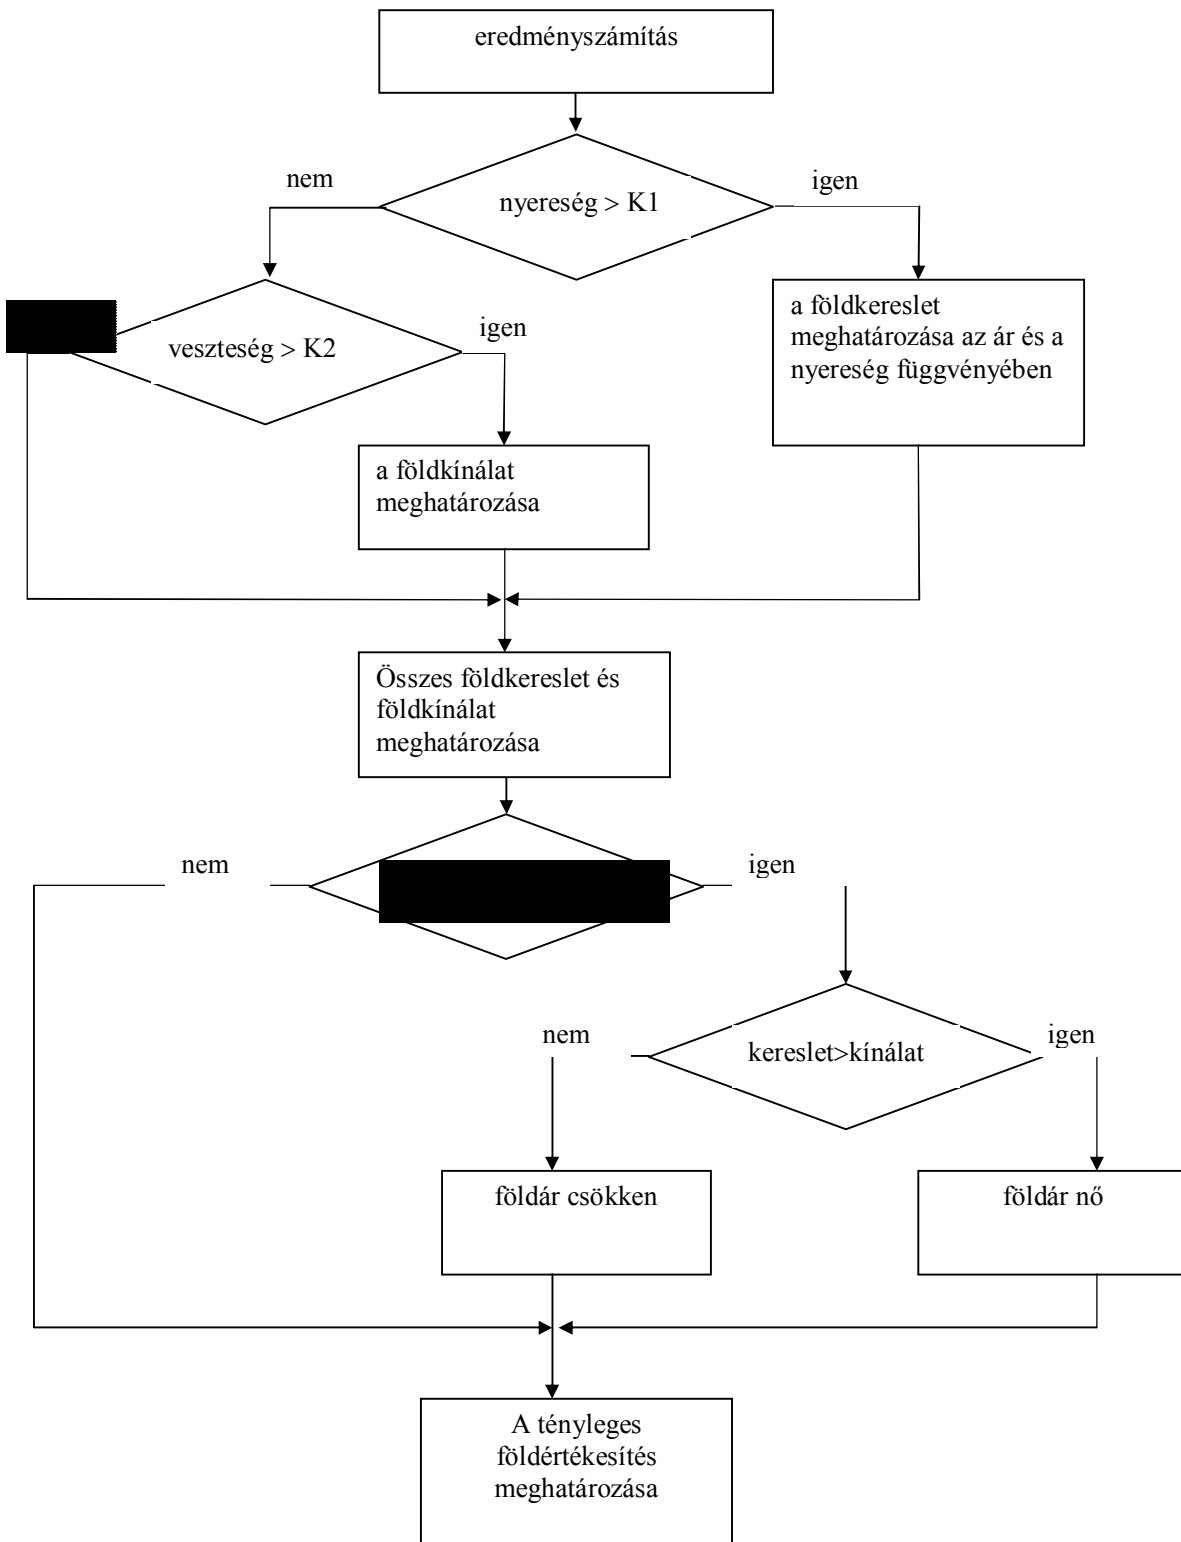 eredményszámítás
nem
igen
nyereség > K1
a földkereslet
meghatározása az ár és a
nyereség függvényében
igen
veszteség > K2
a földkínálat
meghatározása
Összes földkereslet és
földkínálat
meghatározása
nem
igen
nem
igen
kereslet>kínálat
földár csökken
földár nő
A tényleges
földértékesítés
meghatározása